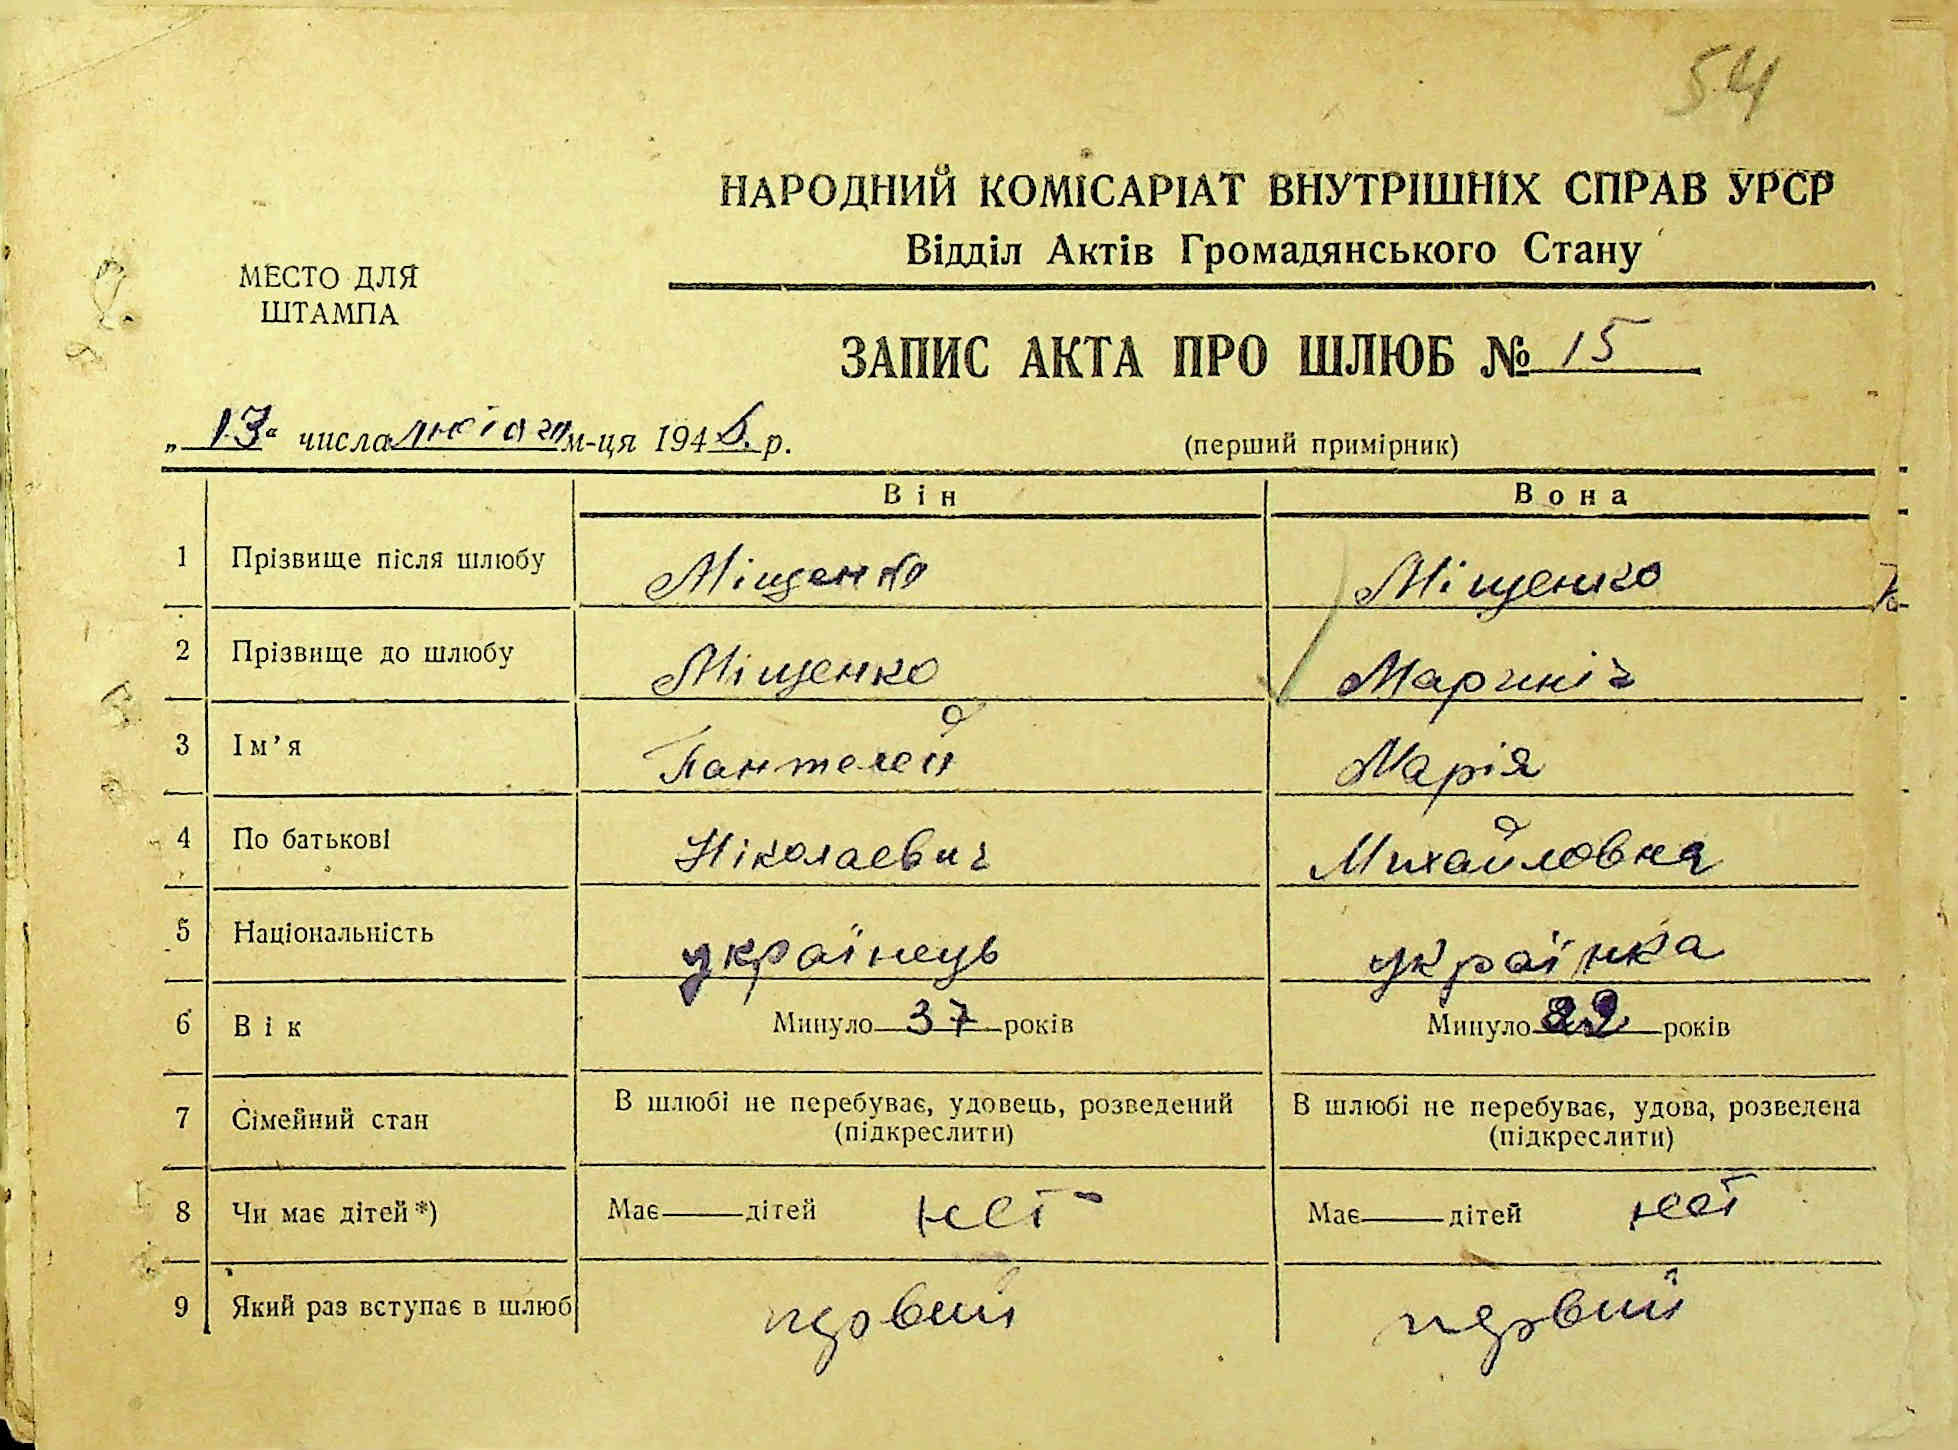 54
НАРОДНИЙ КОМІСАРІАТ ВНУТРІШНІХ СПРАВ УРСР
Відділ Актів Громадянського Стану
МЕСТО ДЛЯ
ШТАМПА
ЗАПИС АКТА ПРО ШЛЮБ № 15
„ 13 " числа лютого м-ця 194 р.
(перший примірник)
Він Вона
1 Прізвище після шлюбу Міщенко Міщенко
2 Прізвище до шлюбу Міщенко Мариніч
3 Ім'я Пантелей Марія
4 По батькові Ніколаевич Михайловна
5 Національність українець українка
6 Вік Минуло 37 років Минуло років
7 Сімейний стан В шлюбі не перебуває, удовець, розведений В шлюбі не перебуває, удова, розведена
(підкреслити) (підкреслити)
8 Чи має дітей *) Має—дітей нет Має—дітей нет
9 Який раз вступає в шлюб первий первий